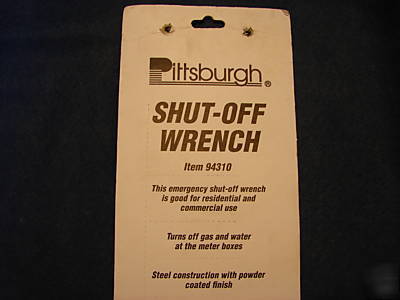 Pittsburgh®
SHUT-OFF
WRENCH
Item 94310
This emergency shut-off wrench
is good for residential and
commercial use
Turns off gas and water
at the meter boxes
Steel construction with powder
coated finish